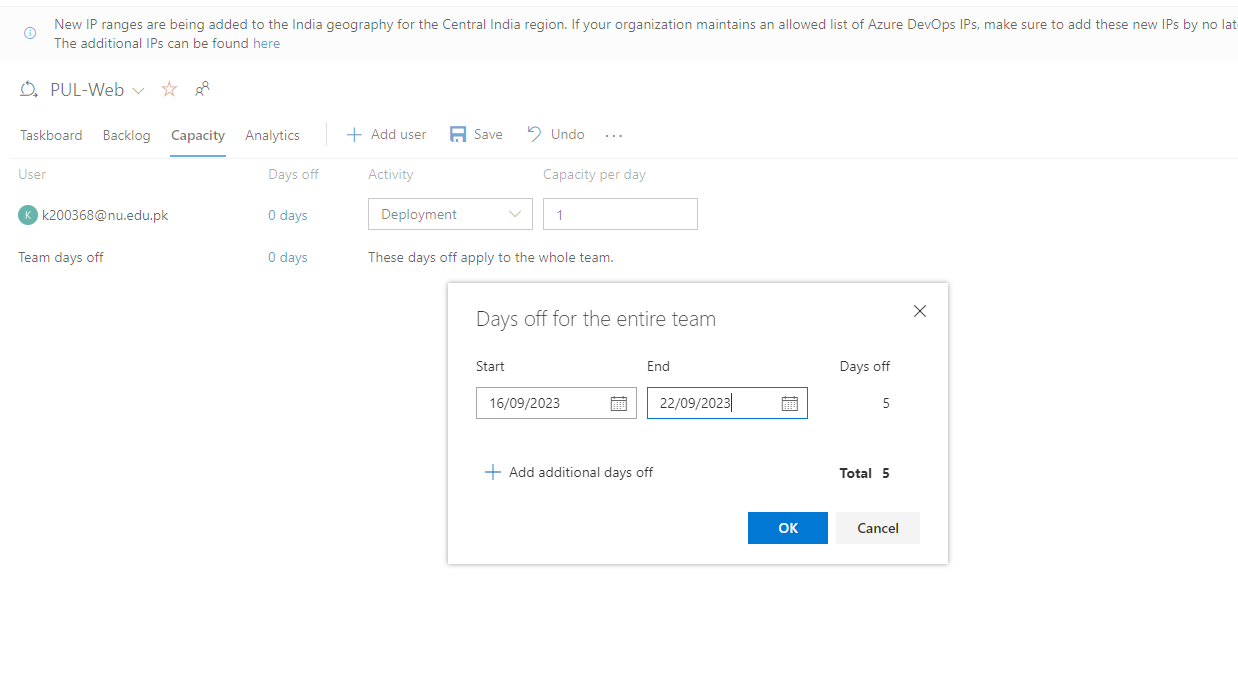 New IP ranges are being added to the India geography for the Central India region. If your organization maintains an allowed list of Azure DevOps IPs, make sure to add these new IPs by no
The additional IPs can be found here
PUL-Web
Taskboard Backlog Capacity Analytics Add user Save Undo ...
User Days off Activity Capacity per day
K k200368@nu.edu.pk 0 days Deployment 1
Team days off 0 days These days off apply to the whole team.
Days off for the entire team
Start End Days off
16/09/2023 22/09/2023 5
Add additional days off Total 5
OK Cancel